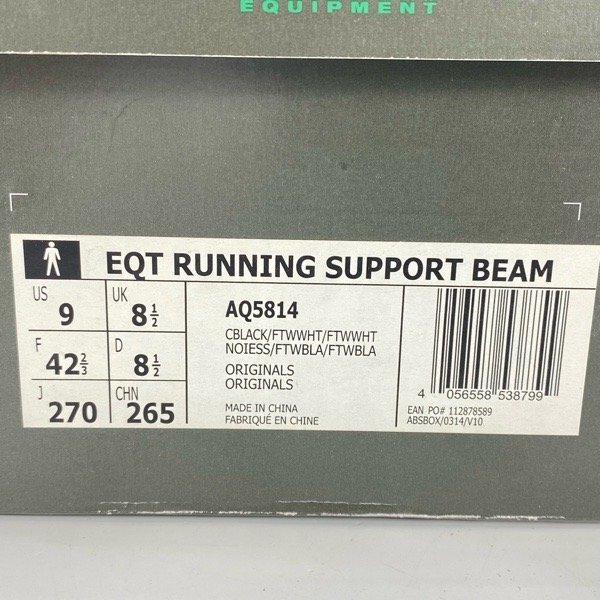 EQUIPMENT
EQT RUNNING SUPPORT BEAM
US
9
UK
8½
F
42⅔
D
8½
J
270
CHN
265
AQ5814
CBLACK/FTWWHT/FTWWHT
NOIESS/FTWBLA/FTWBLA
ORIGINALS
ORIGINALS
MADE IN CHINA
FABRIQUÉ EN CHINE
4 056558 538799
EAN PO# 112878589
ABSBOX/0314/V10